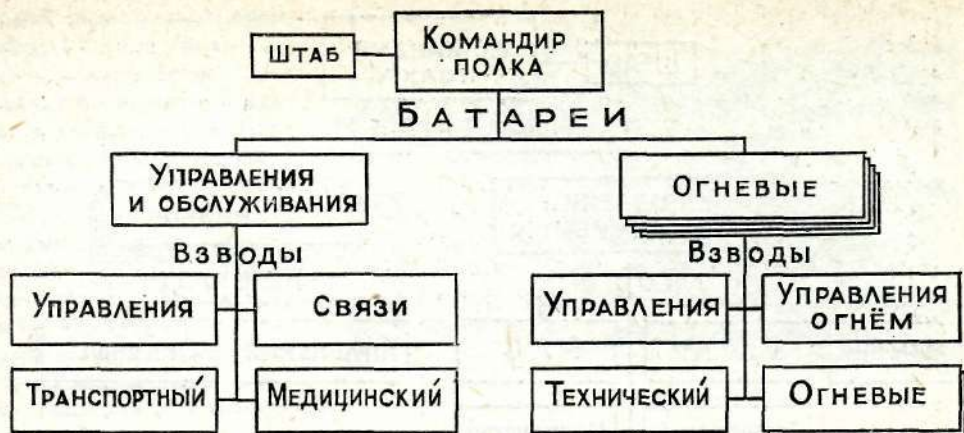 Штаб
Командир
полка
Батареи
Управления
и обслуживания
Огневые
Взводы
Взводы
Управления
Связи
Управления
Управления
огнём
Транспортный
Медицинский
Технический
Огневые